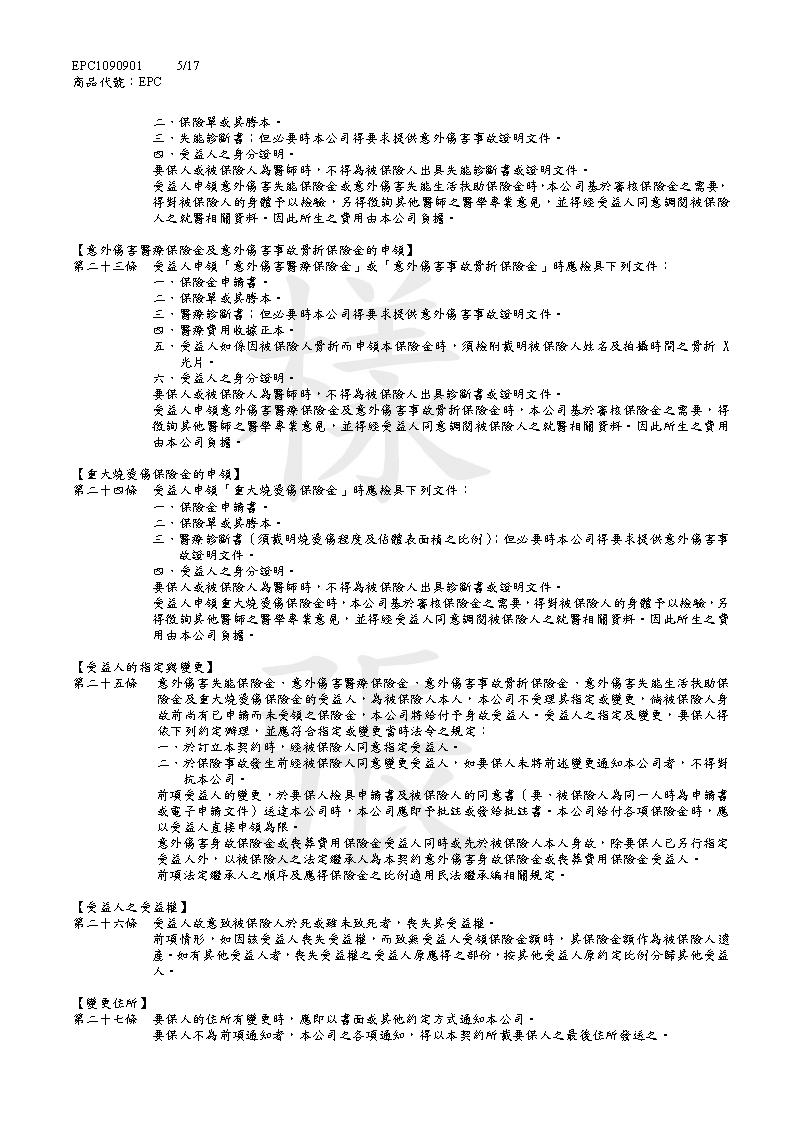 EPC1090901 5/17
商品代號：EPC
二、保險單或其謄本。
三、失能診斷書；但必要時本公司得要求提供意外傷害事故證明文件。
四、受益人之身分證明。
要保人或被保險人為醫師時，不得為被保險人出具失能診斷書或證明文件。
受益人申領意外傷害失能保險金或意外傷害失能生活扶助保險金時，本公司基於審核保險金之需要，
得對被保險人的身體予以檢驗，另得徵詢其他醫師之醫學專業意見，並得經受益人同意調閱被保險
人之就醫相關資料。因此所生之費用由本公司負擔。
【意外傷害醫療保險金及意外傷害事故骨折保險金的申領】
第二十三條 受益人申領「意外傷害醫療保險金」或「意外傷害事故骨折保險金」時應檢具下列文件：
一、保險金申請書。
二、保險單或其謄本。
三、醫療診斷書；但必要時本公司得要求提供意外傷害事故證明文件。
四、醫療費用收據正本。
五、受益人如係因被保險人骨折而申領本保險金時，須檢附載明被保險人姓名及拍攝時間之骨折 X
光片。
六、受益人之身分證明。
要保人或被保險人為醫師時，不得為被保險人出具診斷書或證明文件。
受益人申領意外傷害醫療保險金及意外傷害事故骨折保險金時，本公司基於審核保險金之需要，得
徵詢其他醫師之醫學專業意見，並得經受益人同意調閱被保險人之就醫相關資料。因此所生之費用
由本公司負擔。
【重大燒燙傷保險金的申領】
第二十四條 受益人申領「重大燒燙傷保險金」時應檢具下列文件：
一、保險金申請書。
二、保險單或其謄本。
三、醫療診斷書（須載明燒燙傷程度及佔體表面積之比例）；但必要時本公司得要求提供意外傷害事
故證明文件。
四、受益人之身分證明。
要保人或被保險人為醫師時，不得為被保險人出具診斷書或證明文件。
受益人申領重大燒燙傷保險金時，本公司基於審核保險金之需要，得對被保險人的身體予以檢驗，另
得徵詢其他醫師之醫學專業意見，並得經受益人同意調閱被保險人之就醫相關資料。因此所生之費
用由本公司負擔。
【受益人的指定與變更】
第二十五條 意外傷害失能保險金、意外傷害醫療保險金、意外傷害事故骨折保險金、意外傷害失能生活扶助保
險金及重大燒燙傷保險金的受益人，為被保險人本人，本公司不受理其指定或變更，倘被保險人身
故前尚有已申請而未受領之保險金，本公司將給付予身故受益人。受益人之指定及變更，要保人得
依下列約定辦理，並應符合指定或變更當時法令之規定：
一、於訂立本契約時，經被保險人同意指定受益人。
二、於保險事故發生前經被保險人同意變更受益人，如要保人未將前述變更通知本公司者，不得對
抗本公司。
前項受益人的變更，於要保人檢具申請書及被保險人的同意書（要、被保險人為同一人時為申請書
或電子申請文件）送達本公司時，本公司應即予批註或發給批註書。本公司給付各項保險金時，應
以受益人直接申領為限。
意外傷害身故保險金或喪葬費用保險金受益人同時或先於被保險人本人身故，除要保人已另行指定
受益人外，以被保險人之法定繼承人為本契約意外傷害身故保險金或喪葬費用保險金受益人。
前項法定繼承人之順序及應得保險金之比例適用民法繼承編相關規定。
【受益人之受益權】
第二十六條 受益人故意致被保險人於死或雖未致死者，喪失其受益權。
前項情形，如因該受益人喪失受益權，而致無受益人受領保險金額時，其保險金額作為被保險人遺
產。如有其他受益人者，喪失受益權之受益人原應得之部份，按其他受益人原約定比例分歸其他受益
人。
【變更住所】
第二十七條 要保人的住所有變更時，應即以書面或其他約定方式通知本公司。
要保人不為前項通知者，本公司之各項通知，得以本契約所載要保人之最後住所發送之。
樣
張